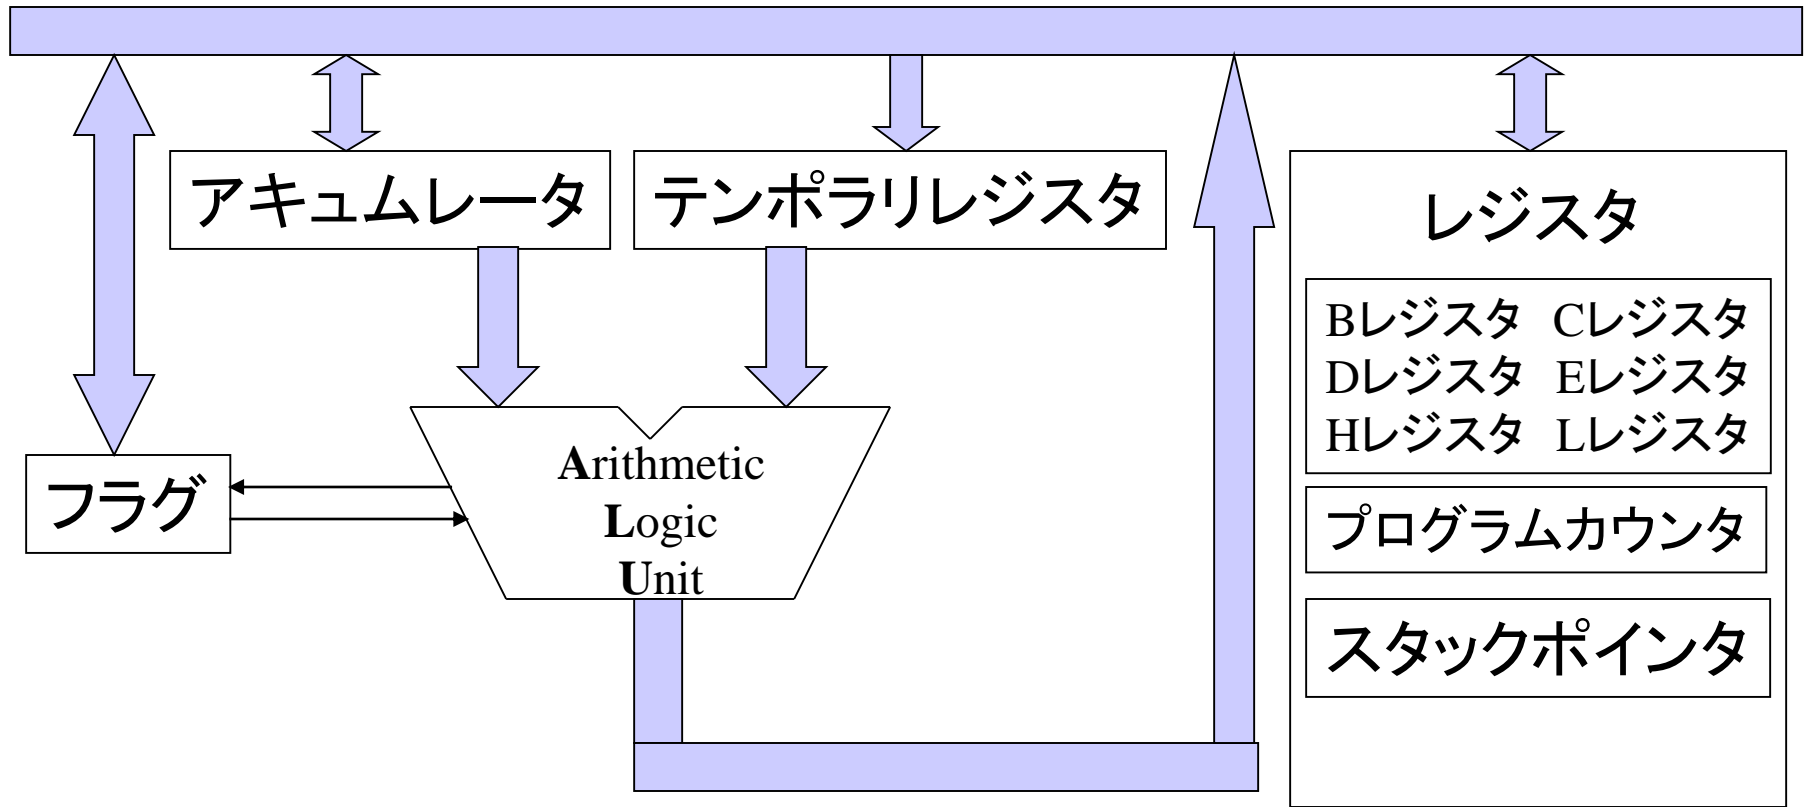 アキュムレータ
テンポラリレジスタ
フラグ
Arithmetic
Logic
Unit
レジスタ
Bレジスタ Cレジスタ
Dレジスタ Eレジスタ
Hレジスタ Lレジスタ
プログラムカウンタ
スタックポインタ